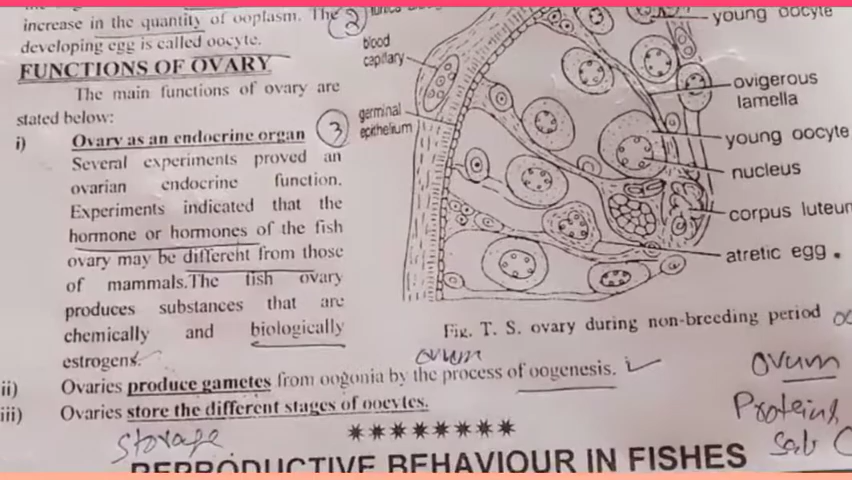 increase in the quantity of ooplasm. The
developing egg is called oocyte.
FUNCTIONS OF OVARY
The main functions of ovary are
stated below:
i) Ovary as an endocrine organ
Several experiments proved an
ovarian endocrine function.
Experiments indicated that the
hormone or hormones of the fish
ovary may be different from those
of mammals.The fish ovary
produces substances that are
chemically and biologically
estrogens.
ovum
ii) Ovaries produce gametes from oogonia by the process of oogenesis.
iii) Ovaries store the different stages of oocytes.
Storage
2
blood
capillary
3
germinal
epithelium
young oocyte
ovigerous
lamella
young oocyte
nucleus
corpus luteum
atretic egg
Fig. T. S. ovary during non-breeding period
Ovum
Proteins
********
REPRODUCTIVE BEHAVIOUR IN FISHES